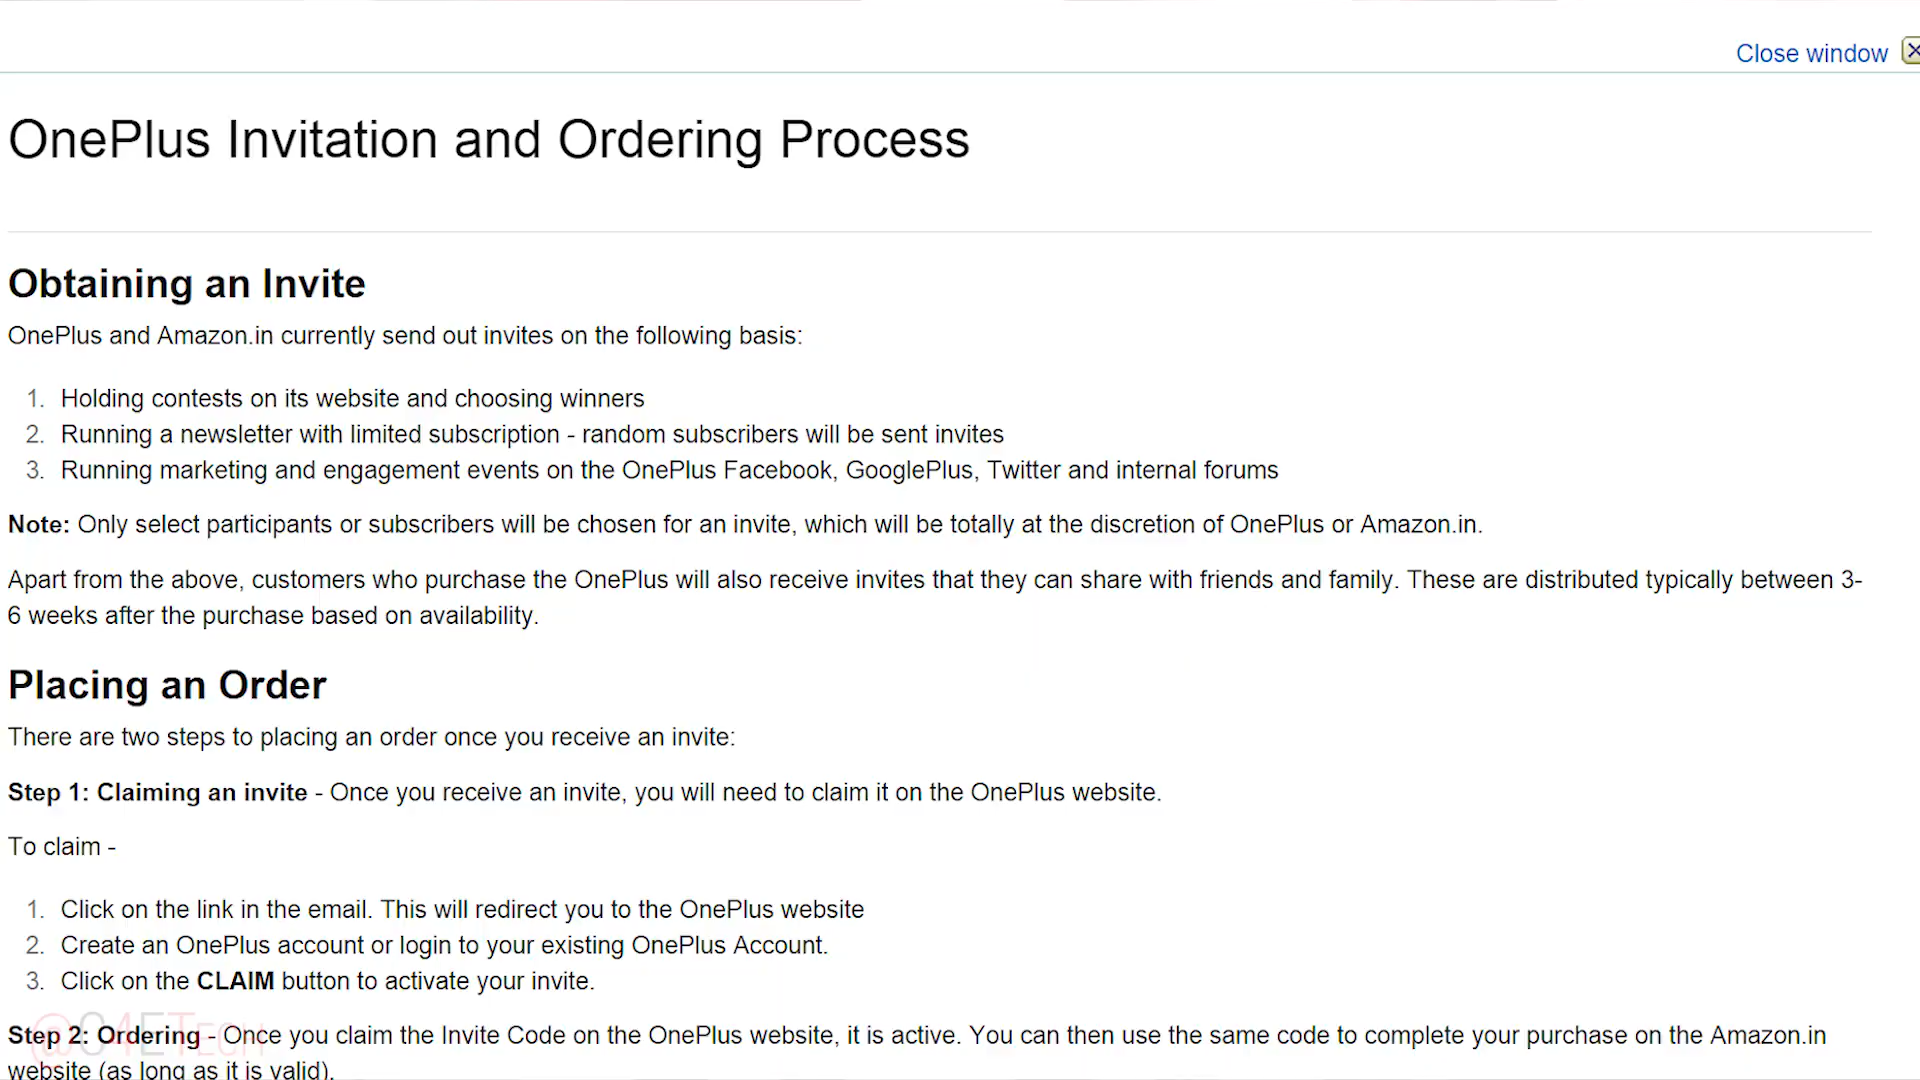 Close window
OnePlus Invitation and Ordering Process
Obtaining an Invite
OnePlus and Amazon.in currently send out invites on the following basis:
1. Holding contests on its website and choosing winners
2. Running a newsletter with limited subscription - random subscribers will be sent invites
3. Running marketing and engagement events on the OnePlus Facebook, GooglePlus, Twitter and internal forums
Note: Only select participants or subscribers will be chosen for an invite, which will be totally at the discretion of OnePlus or Amazon.in.
Apart from the above, customers who purchase the OnePlus will also receive invites that they can share with friends and family. These are distributed typically between 3-
6 weeks after the purchase based on availability.
Placing an Order
There are two steps to placing an order once you receive an invite:
Step 1: Claiming an invite - Once you receive an invite, you will need to claim it on the OnePlus website.
To claim -
1. Click on the link in the email. This will redirect you to the OnePlus website
2. Create an OnePlus account or login to your existing OnePlus Account.
3. Click on the CLAIM button to activate your invite.
Step 2: Ordering - Once you claim the Invite Code on the OnePlus website, it is active. You can then use the same code to complete your purchase on the Amazon.in
website (as long as it is valid).
@C4ETech